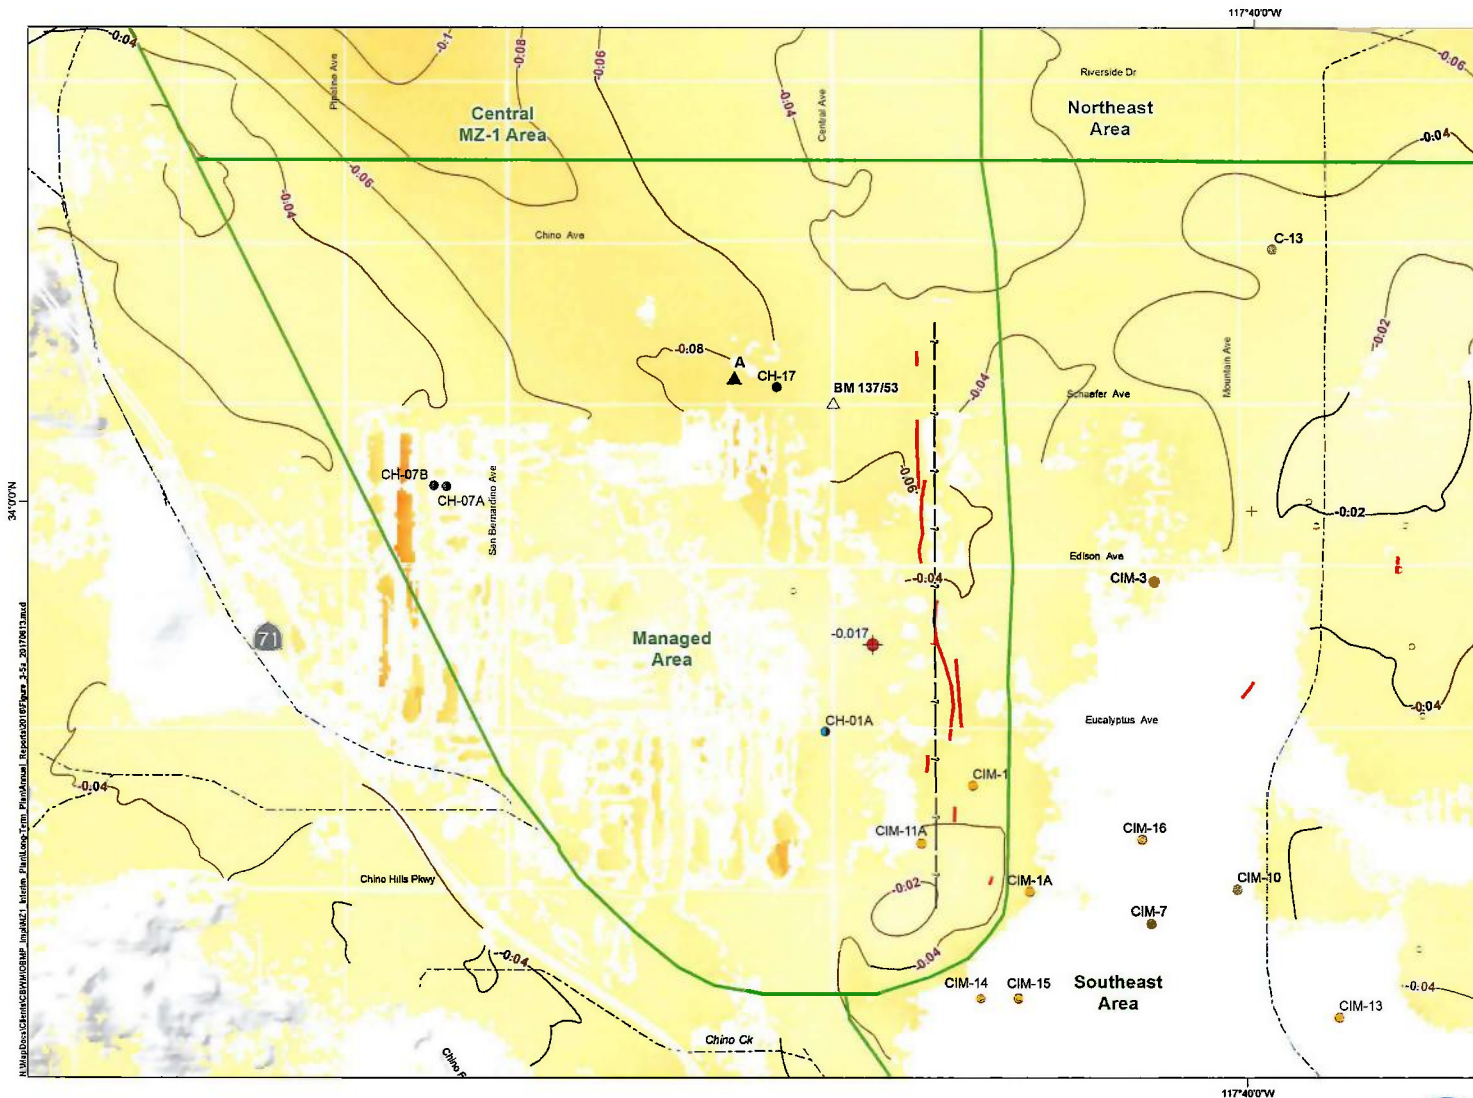 117°40'0"W
-0.04
-0.1
-0.08
-0.06
-0.06
Pipeline Ave
Central Ave
Riverside Dr
Central
MZ-1 Area
Northeast
Area
-0.04
-0.04
-0.06
-0.04
Chino Ave
C-13
-0.02
-0.08
A
CH-17
BM 137/53
-0.04
Schaefer Ave
Mountain Ave
CH-07B
CH-07A
San Bernardino Ave
-0.06
34°0'0"N
-0.02
Edison Ave
-0.04
CIM-3
71
Managed
Area
-0.017
-0.04
Eucalyptus Ave
CH-01A
CIM-1
-0.04
CIM-11A
CIM-16
Chino Hills Pkwy
-0.02
CIM-1A
CIM-10
CIM-7
-0.04
-0.04
CIM-14
CIM-15
Southeast
Area
-0.04
CIM-13
Chino Ck
117°40'0"W